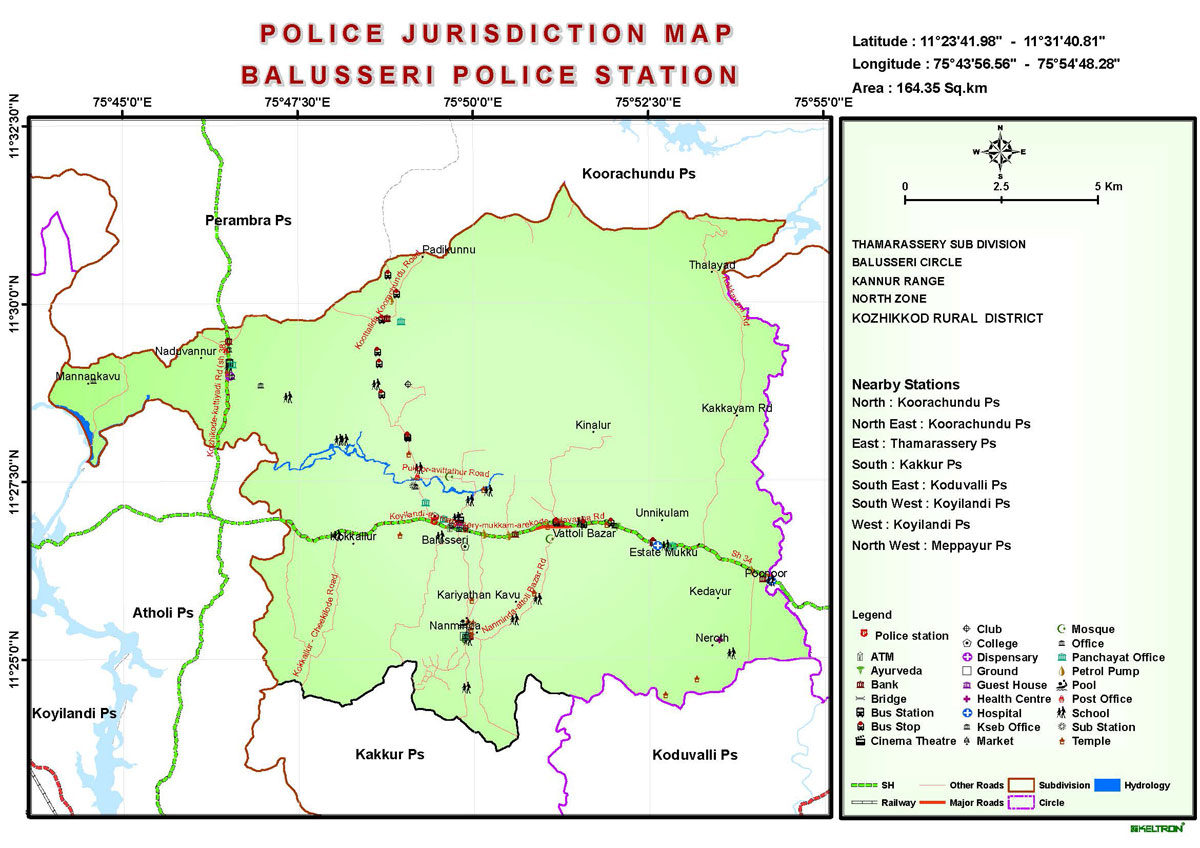 POLICE JURISDICTION MAP
BALUSSERI POLICE STATION
Latitude : 11°23'41.98" - 11°31'40.81"
Longitude : 75°43'56.56" - 75°54'48.28"
Area : 164.35 Sq.km
75°45'0"E
75°47'30"E
75°50'0"E
75°52'30"E
75°55'0"E
11°32'30"N
11°30'0"N
11°27'30"N
11°25'0"N
Koorachundu Ps
Perambra Ps
Padikunnu
Thalayad
Koottalida Koorachundu Road
Kakkayam Rd
Naduvannur
Mannankavu
Kozhikode-kuttiyadi Rd (sh 38)
Kakkayam Rd
Kinalur
Road
Koyilandi-
ery-mukkam-arekode
Rd
Unnikulam
Kokkallur
Balusseri
Vattoli Bazar
Estate Mukku
Sh 34
Poonoor
Kokkallur - Cheekilode Road
Kariyathan Kavu
Kedavur
Atholi Ps
Nanminda
Nanminda-vattoli Bazar Rd
Neroth
Koyilandi Ps
Kakkur Ps
Koduvalli Ps
N
W
E
S
0
2.5
5 Km
THAMARASSERY SUB DIVISION
BALUSSERI CIRCLE
KANNUR RANGE
NORTH ZONE
KOZHIKKOD RURAL DISTRICT
Nearby Stations
North : Koorachundu Ps
North East : Koorachundu Ps
East : Thamarassery Ps
South : Kakkur Ps
South East : Koduvalli Ps
South West : Koyilandi Ps
West : Koyilandi Ps
North West : Meppayur Ps
Legend
Police station
ATM
Ayurveda
Bank
Bridge
Bus Station
Bus Stop
Cinema Theatre
Club
College
Dispensary
Ground
Guest House
Health Centre
Hospital
Kseb Office
Market
Mosque
Office
Panchayat Office
Petrol Pump
Pool
Post Office
School
Sub Station
Temple
SH
Other Roads
Subdivision
Hydrology
Railway
Major Roads
Circle
KELTRON